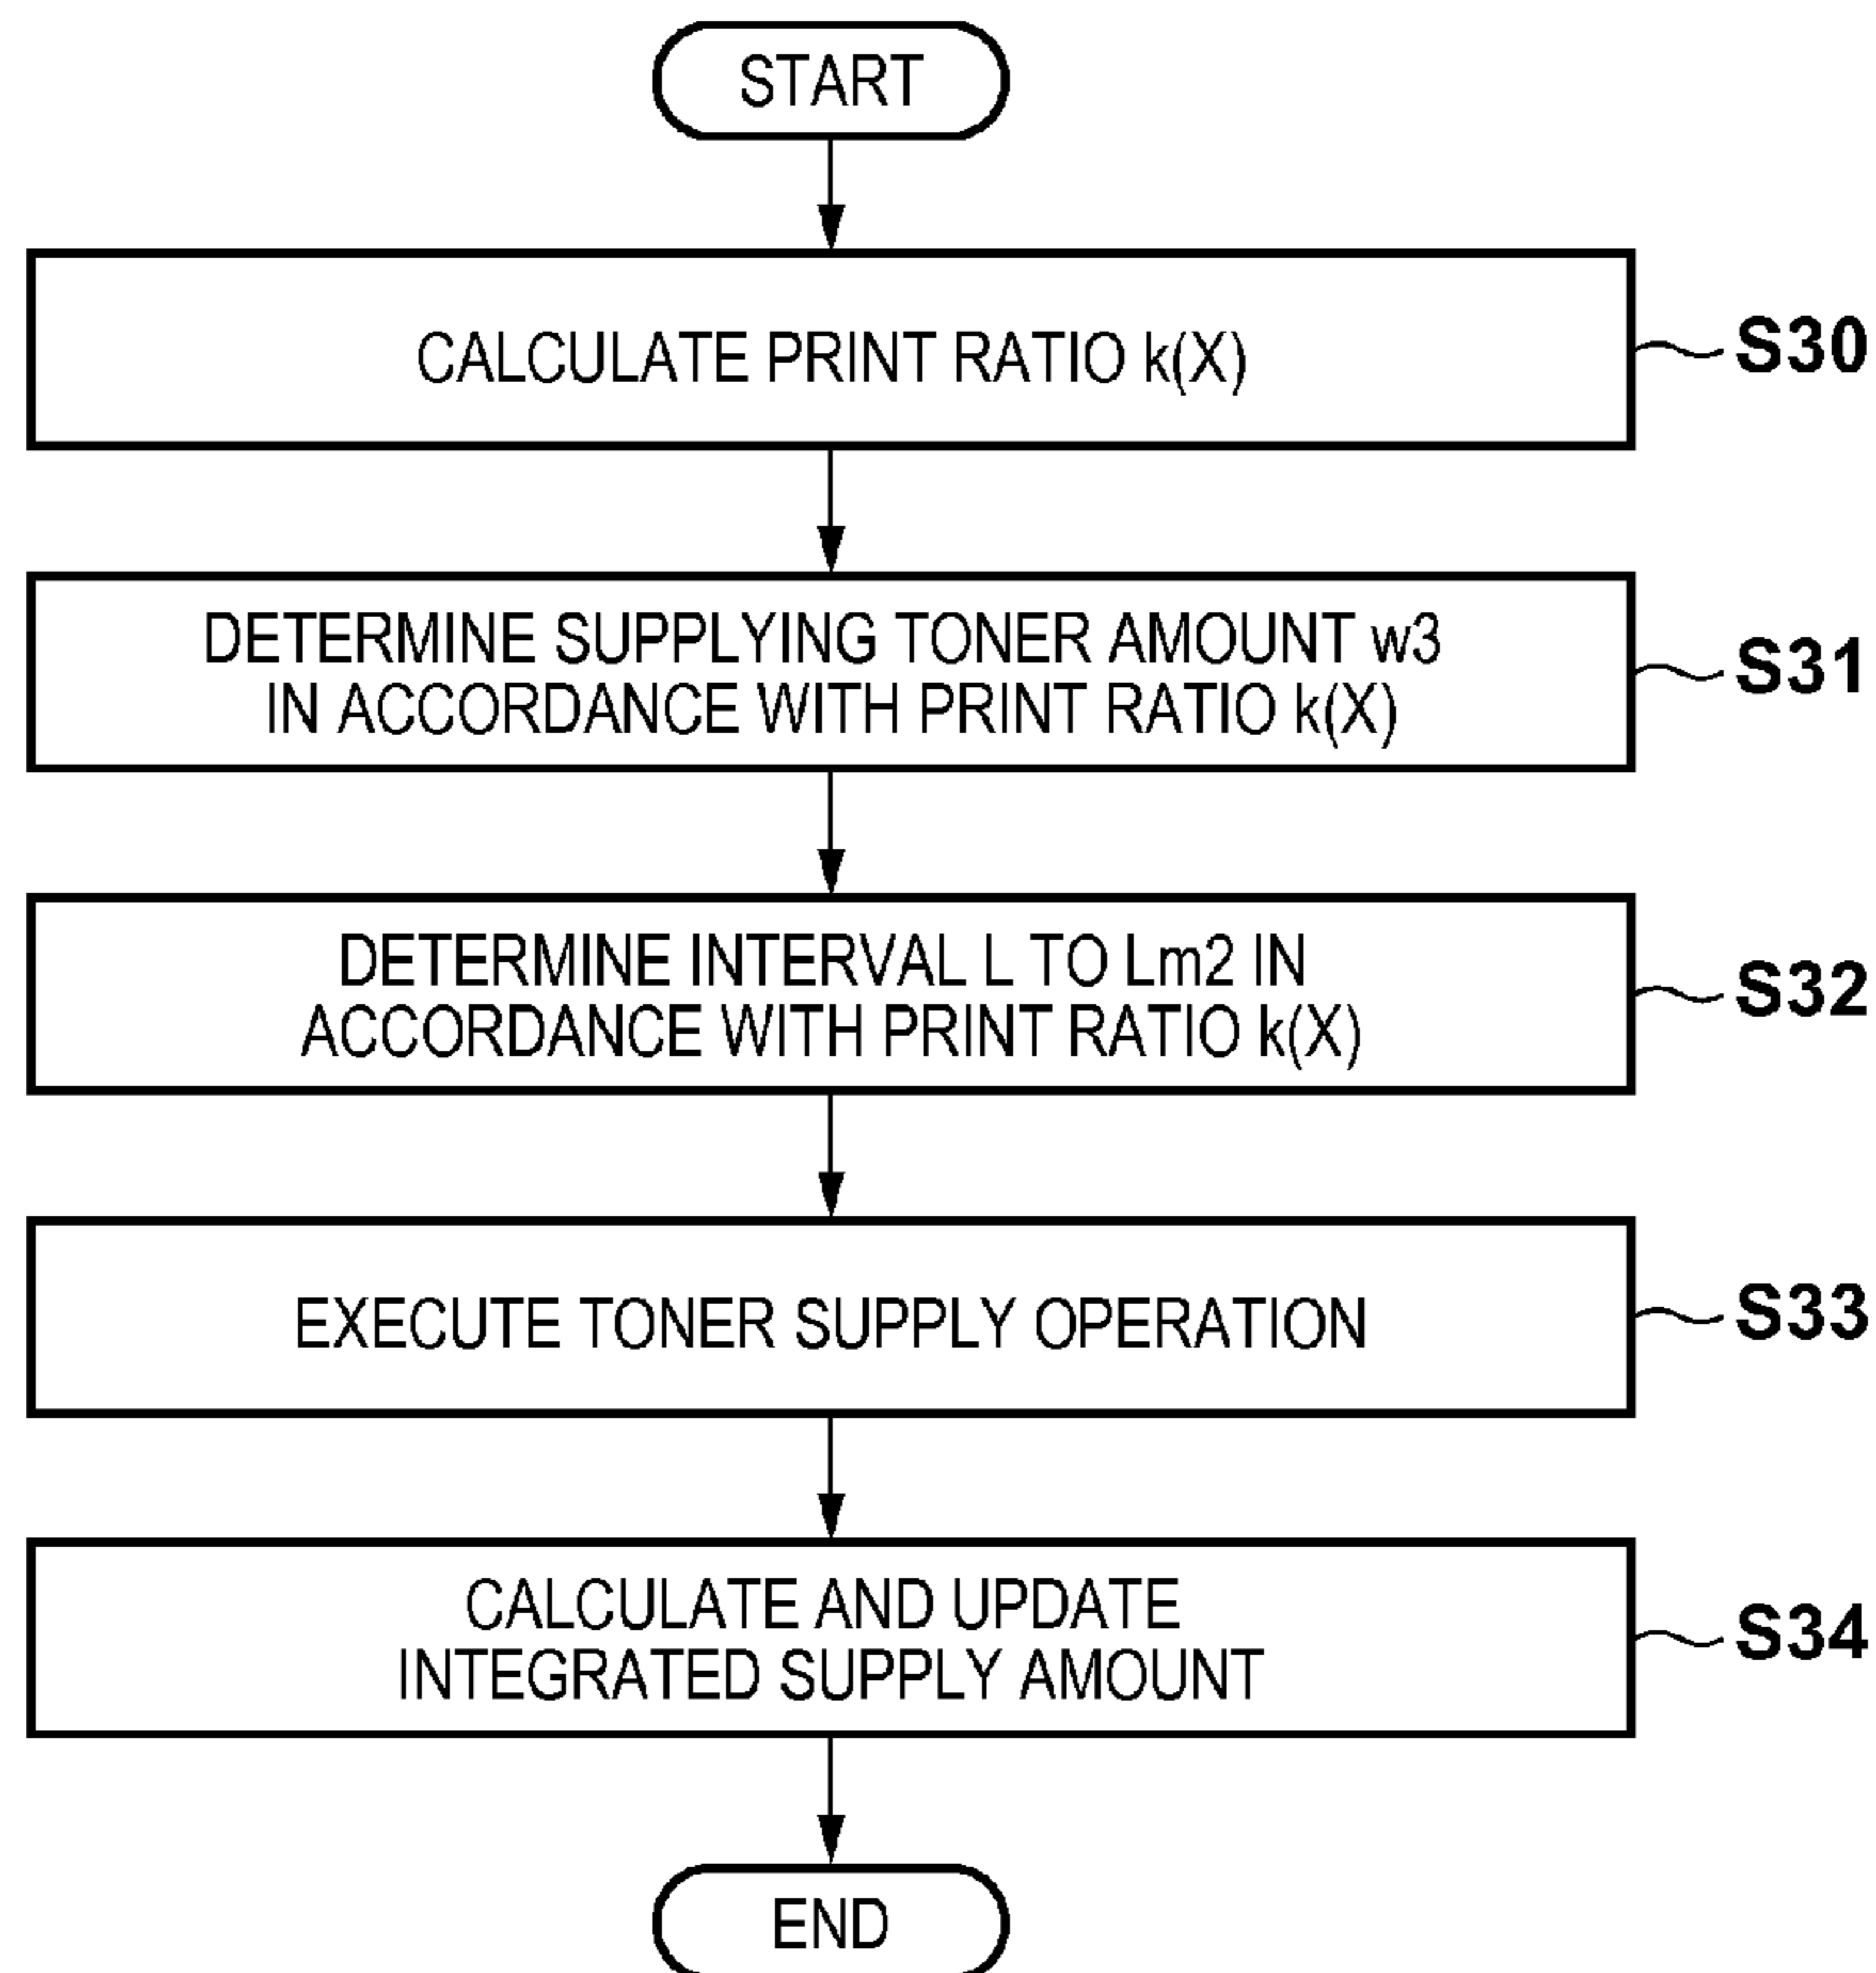 START
CALCULATE PRINT RATIO k(X)
S30
DETERMINE SUPPLYING TONER AMOUNT w3
IN ACCORDANCE WITH PRINT RATIO k(X)
S31
DETERMINE INTERVAL L TO Lm2 IN
ACCORDANCE WITH PRINT RATIO k(X)
S32
EXECUTE TONER SUPPLY OPERATION
S33
CALCULATE AND UPDATE
INTEGRATED SUPPLY AMOUNT
S34
END